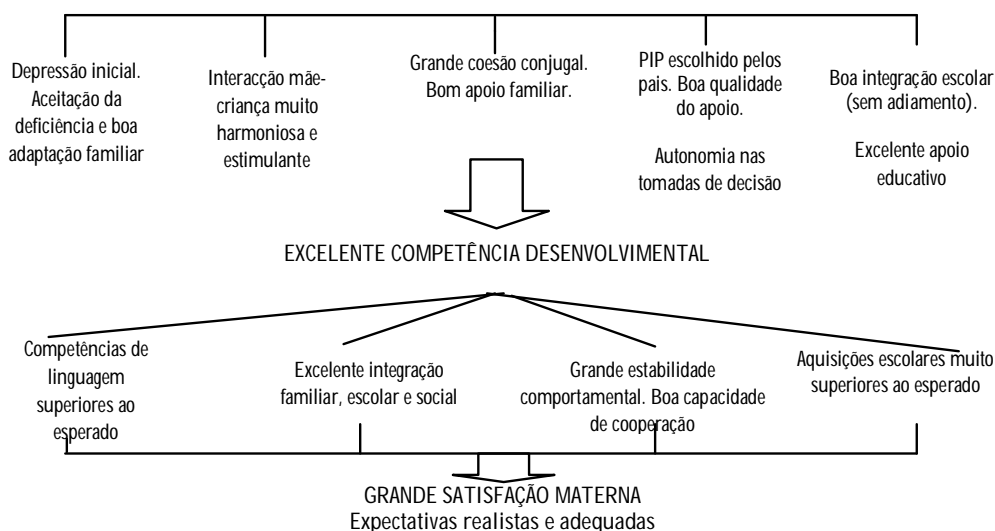 Depressão inicial.
Aceitação da
deficiência e boa
adaptação familiar
Interacção mãe-
criança muito
harmoniosa e
estimulante
Grande coesão conjugal.
Bom apoio familiar.
PIP escolhido pelos
pais. Boa qualidade
do apoio.
Autonomia nas
tomadas de decisão
Boa integração escolar
(sem adiamento).
Excelente apoio
educativo
EXCELENTE COMPETÊNCIA DESENVOLVIMENTAL
Competências de
linguagem
superiores ao
esperado
Excelente integração
familiar, escolar e social
Grande estabilidade
comportamental. Boa capacidade
de cooperação
Aquisições escolares muito
superiores ao esperado
GRANDE SATISFAÇÃO MATERNA
Expectativas realistas e adequadas